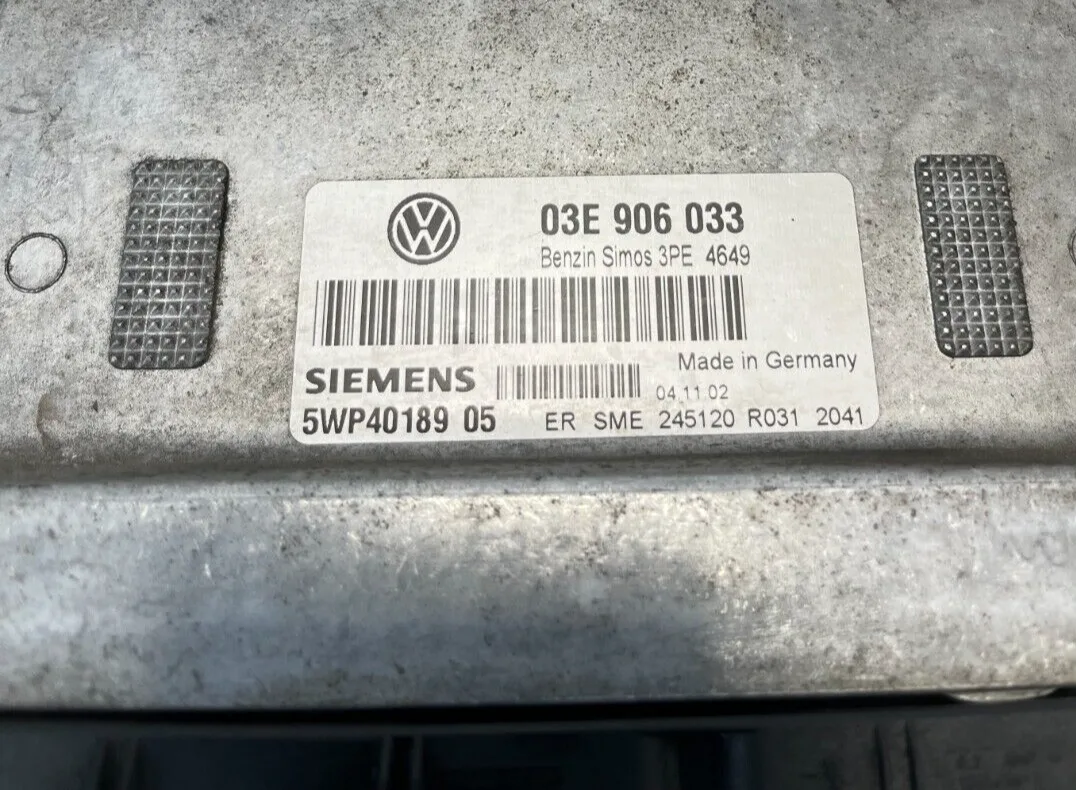 03E 906 033
Benzin Simos 3PE 4649
Made in Germany
SIEMENS
04.11.02
5WP40189 05 ER SME 245120 R031 2041